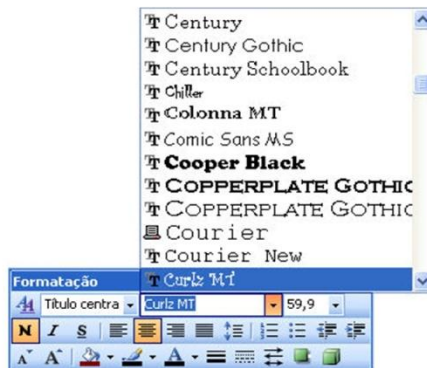 Century
Century Gothic
Century Schoolbook
Chiller
Colonna MT
Comic Sans MS
Cooper Black
COPPERPLATE GOTHIC
COPPERPLATE GOTHIC
Courier
Courier New
Curlz MT
Formatação
Título centra Curlz MT 59,9
N I S
A A A